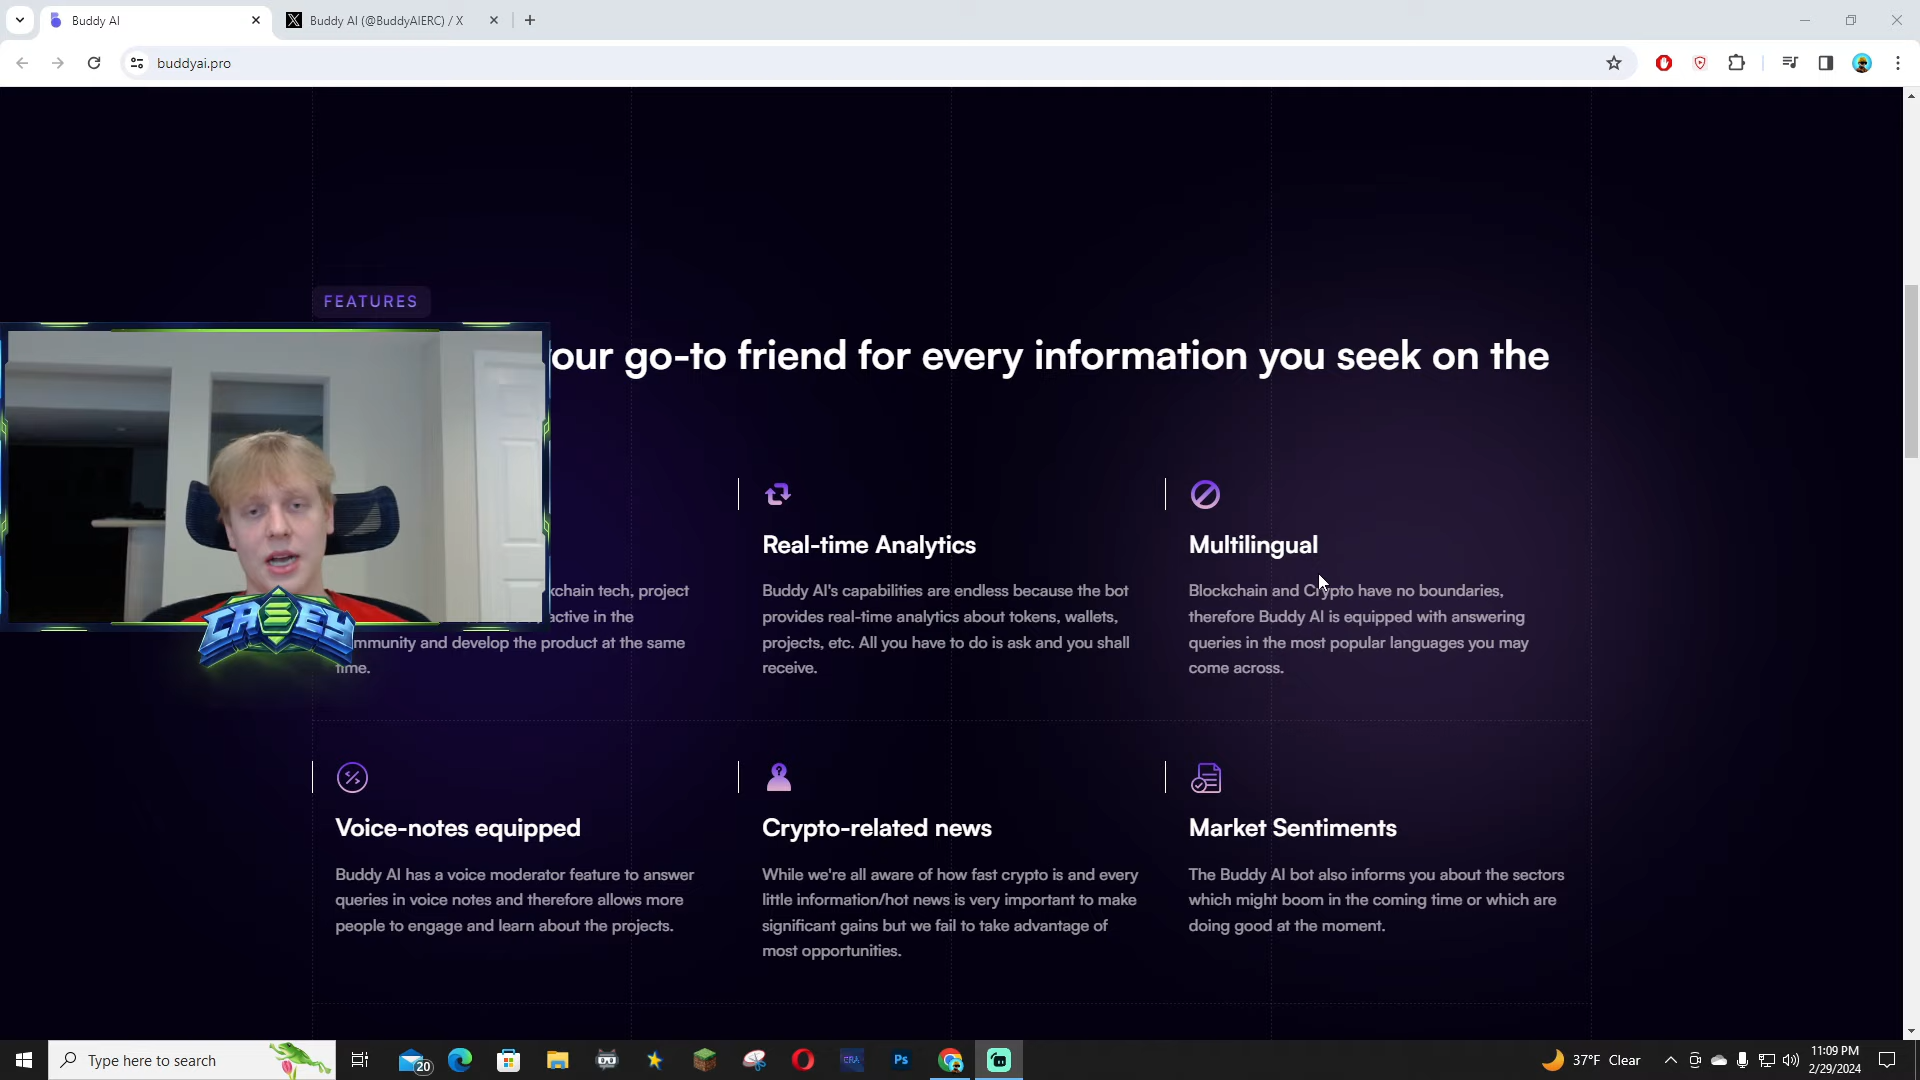 Buddy AI
Buddy AI (@BuddyAIERC) / X
buddyai.pro
FEATURES
our go-to friend for every information you seek on the
Real-time Analytics
Multilingual
kchain tech, project
active in the
mmunity and develop the product at the same
time.
Buddy AI's capabilities are endless because the bot
provides real-time analytics about tokens, wallets,
projects, etc. All you have to do is ask and you shall
receive.
Blockchain and Crypto have no boundaries,
therefore Buddy AI is equipped with answering
queries in the most popular languages you may
come across.
CASEY
Voice-notes equipped
Crypto-related news
Market Sentiments
Buddy AI has a voice moderator feature to answer
queries in voice notes and therefore allows more
people to engage and learn about the projects.
While we're all aware of how fast crypto is and every
little information/hot news is very important to make
significant gains but we fail to take advantage of
most opportunities.
The Buddy AI bot also informs you about the sectors
which might boom in the coming time or which are
doing good at the moment.
Type here to search
20
Ps
37°F Clear
11:09 PM
2/29/2024